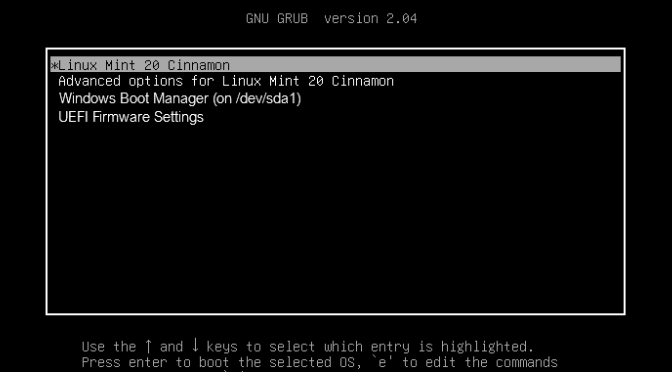 GNU GRUB version 2.04
*Linux Mint 20 Cinnamon
Advanced options for Linux Mint 20 Cinnamon
Windows Boot Manager (on /dev/sda1)
UEFI Firmware Settings
Use the ↑ and ↓ keys to select which entry is highlighted.
Press enter to boot the selected OS, `e' to edit the commands